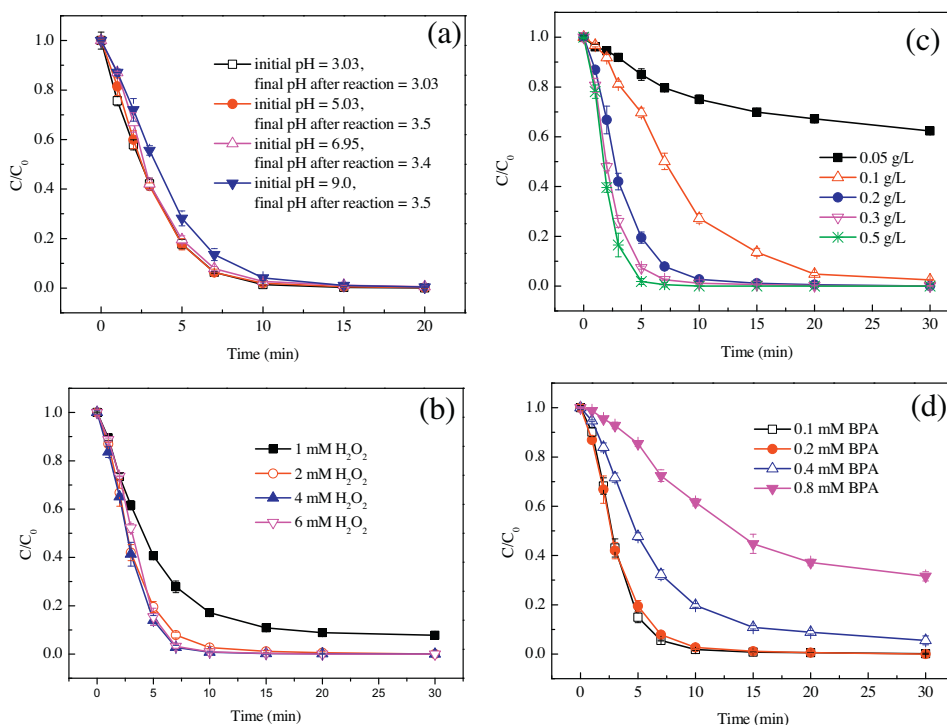 (a)
C/C0
1.0
0.8
0.6
0.4
0.2
0.0
initial pH = 3.03,
final pH after reaction = 3.03
initial pH = 5.03,
final pH after reaction = 3.5
initial pH = 6.95,
final pH after reaction = 3.4
initial pH = 9.0,
final pH after reaction = 3.5
0 5 10 15 20
Time (min)
(c)
C/C0
1.0
0.8
0.6
0.4
0.2
0.0
0.05 g/L
0.1 g/L
0.2 g/L
0.3 g/L
0.5 g/L
0 5 10 15 20 25 30
Time (min)
(b)
C/C0
1.0
0.8
0.6
0.4
0.2
0.0
1 mM H2O2
2 mM H2O2
4 mM H2O2
6 mM H2O2
0 5 10 15 20 25 30
Time (min)
(d)
C/C0
1.0
0.8
0.6
0.4
0.2
0.0
0.1 mM BPA
0.2 mM BPA
0.4 mM BPA
0.8 mM BPA
0 5 10 15 20 25 30
Time (min)